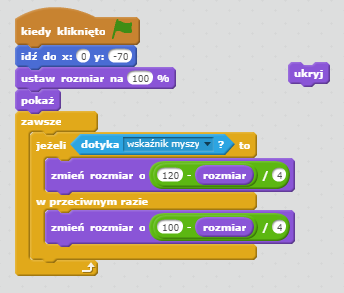 kiedy kliknięto
idź do x: 0 y: -70
ustaw rozmiar na 100 %
ukryj
pokaż
zawsze
jeżeli dotyka wskaźnik myszy ? to
zmień rozmiar o 120 - rozmiar / 4
w przeciwnym razie
zmień rozmiar o 100 - rozmiar / 4